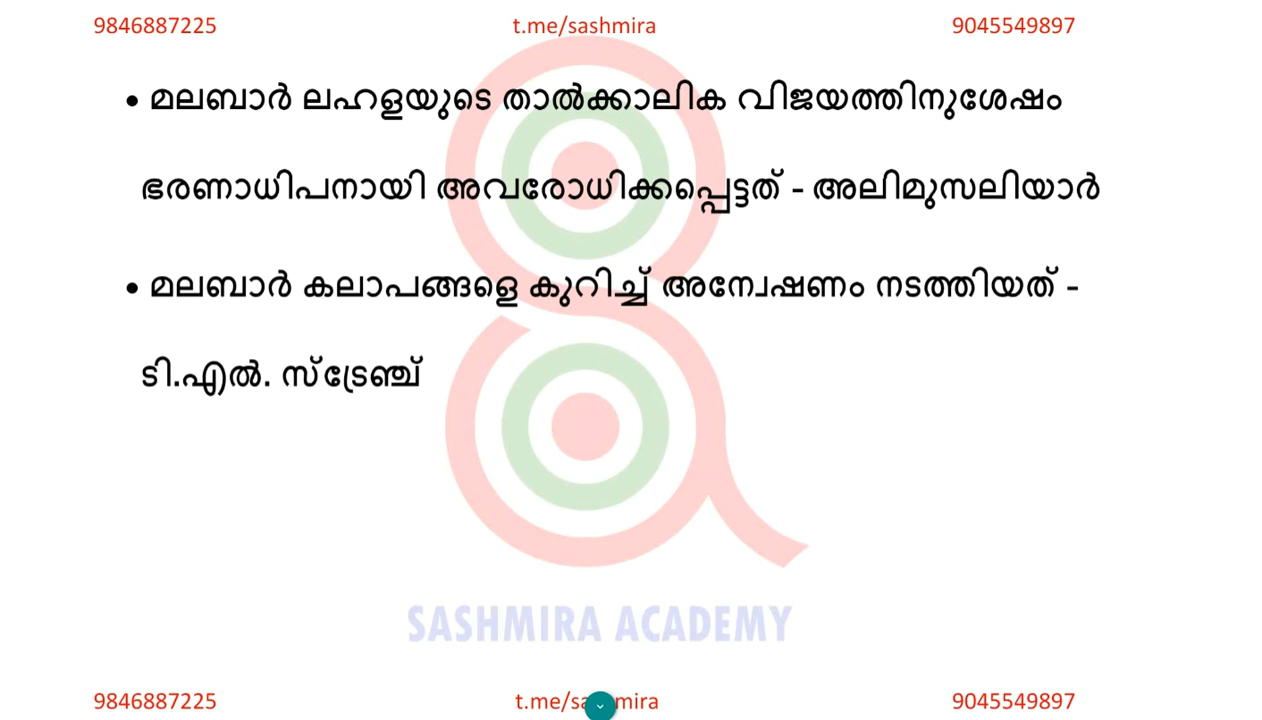 9846887225 t.me/sashmira 9045549897
• മലബാർ ലഹളയുടെ താൽക്കാലിക വിജയത്തിനുശേഷം
ഭരണാധിപനായി അവരോധിക്കപ്പെട്ടത് - അലിമുസലിയാർ
• മലബാർ കലാപങ്ങളെ കുറിച്ച് അന്വേഷണം നടത്തിയത് -
ടി.എൽ. സ്ട്രേഞ്ച്
SASHMIRA ACADEMY
9846887225 9045549897